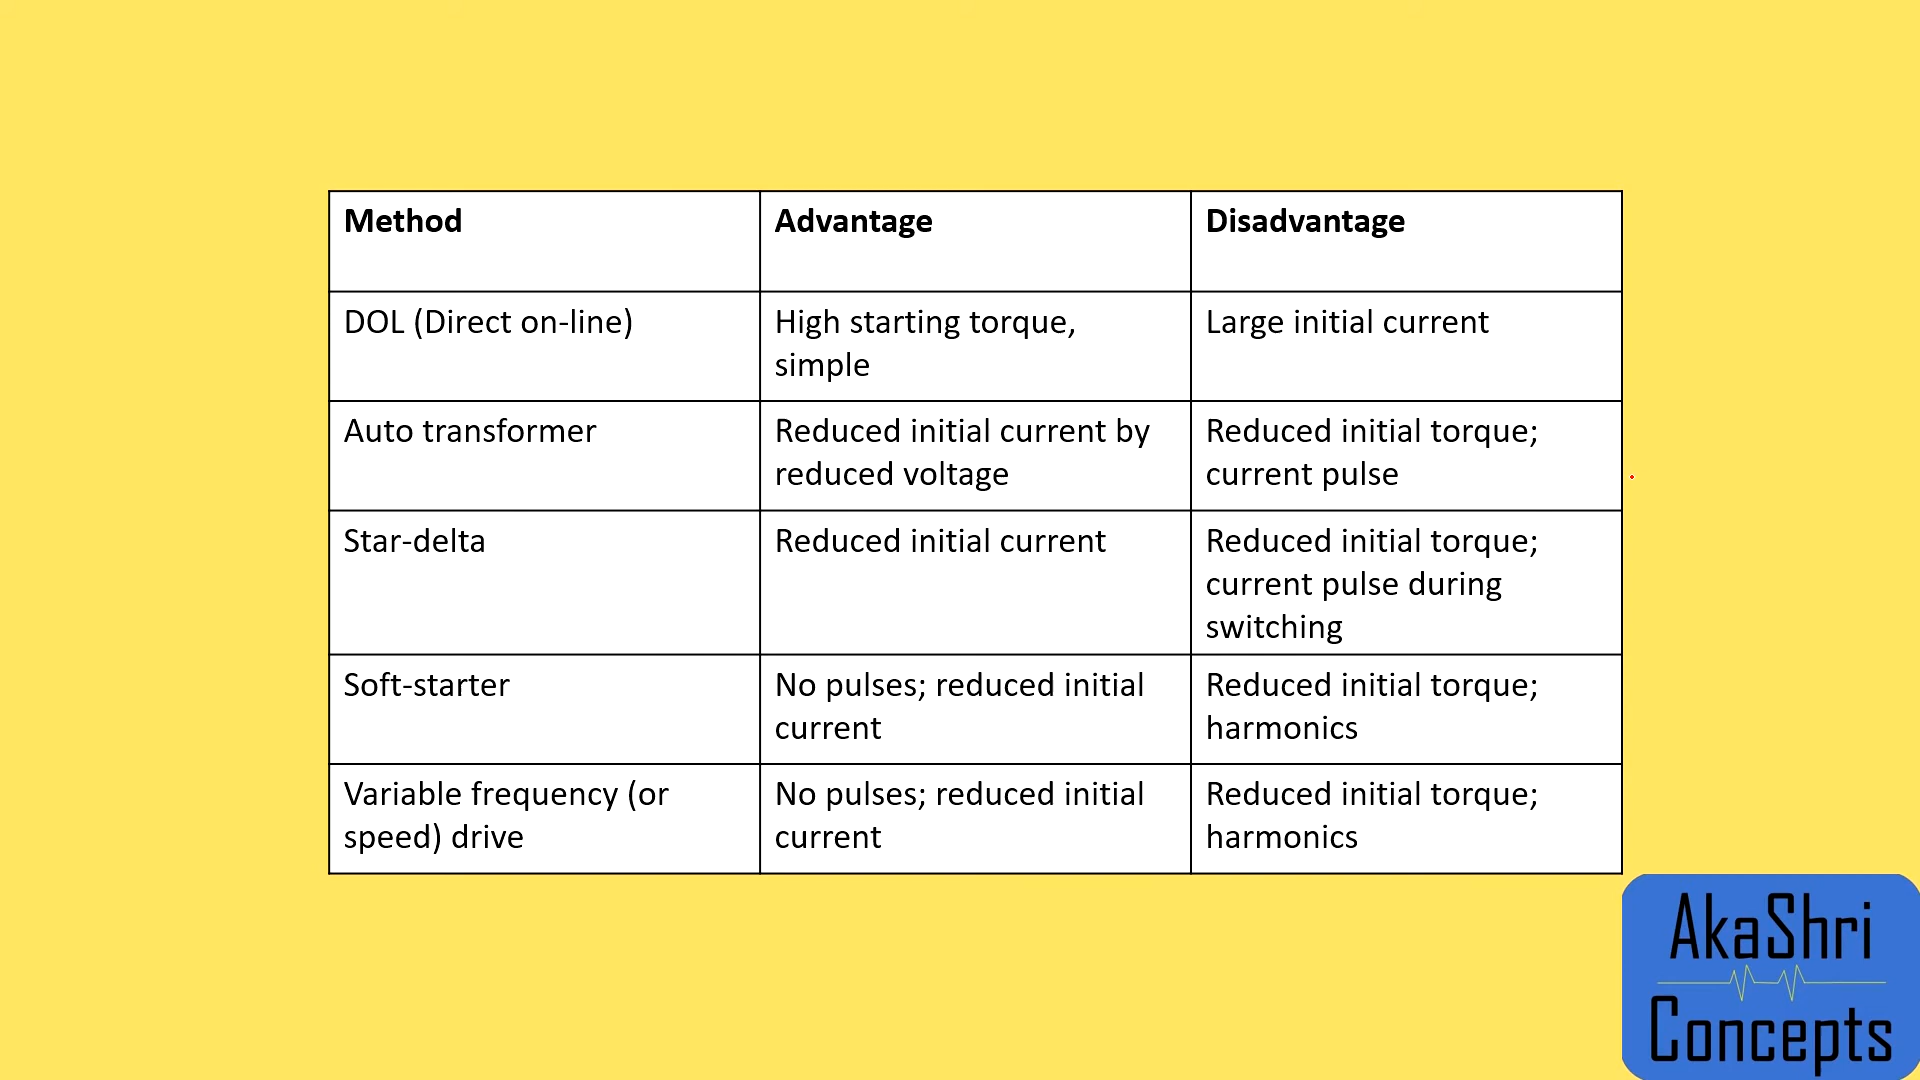 Method
Advantage
Disadvantage
DOL (Direct on-line)
High starting torque,
simple
Large initial current
Auto transformer
Reduced initial current by
reduced voltage
Reduced initial torque;
current pulse
Star-delta
Reduced initial current
Reduced initial torque;
current pulse during
switching
Soft-starter
No pulses; reduced initial
current
Reduced initial torque;
harmonics
Variable frequency (or
speed) drive
No pulses; reduced initial
current
Reduced initial torque;
harmonics
AkaShri
Concepts